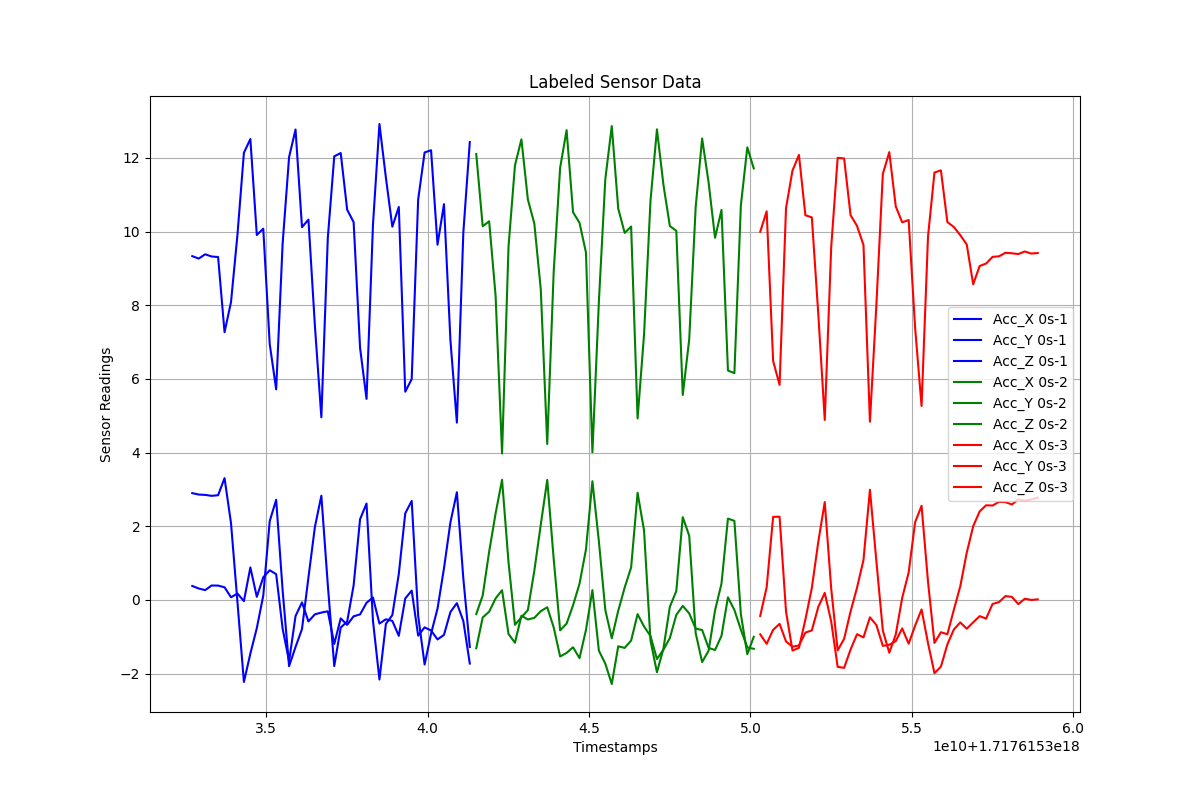 Labeled Sensor Data
Sensor Readings
12
10
8
6
4
2
0
−2
Acc_X 0s-1
Acc_Y 0s-1
Acc_Z 0s-1
Acc_X 0s-2
Acc_Y 0s-2
Acc_Z 0s-2
Acc_X 0s-3
Acc_Y 0s-3
Acc_Z 0s-3
3.5 4.0 4.5 5.0 5.5 6.0
Timestamps
1e10+1.7176153e18